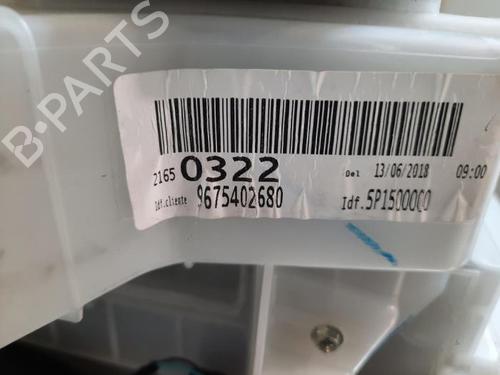 B-PARTS
2165 0322 Del 13/06/2018 09:00
Idf.cliente 9675402680 Idf. 5P1500000